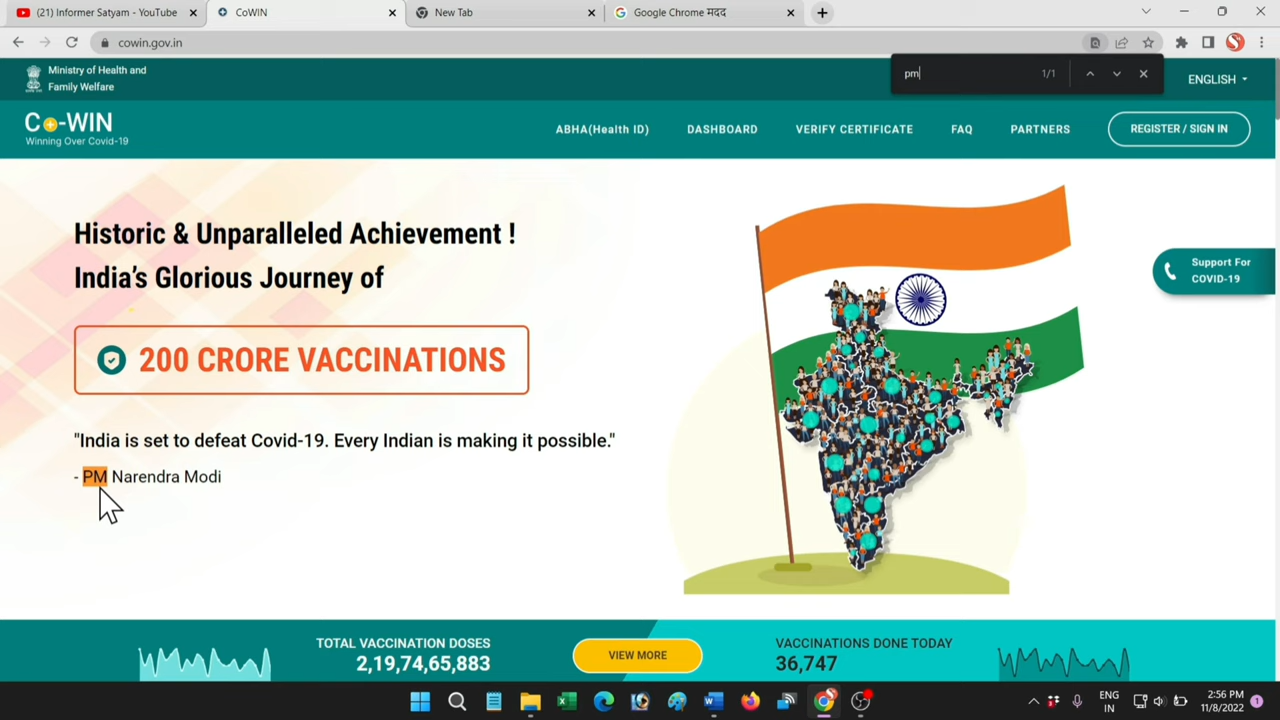 (21) Informer Satyam - YouTube
CoWIN
New Tab
Google Chrome मदद
cowin.gov.in
Ministry of Health and
Family Welfare
pm
1/1
ENGLISH
Co-WIN
Winning Over Covid-19
ABHA(Health ID)
DASHBOARD
VERIFY CERTIFICATE
FAQ
PARTNERS
REGISTER / SIGN IN
Historic & Unparalleled Achievement !
India's Glorious Journey of
200 CRORE VACCINATIONS
"India is set to defeat Covid-19. Every Indian is making it possible."
- PM Narendra Modi
Support For
COVID-19
TOTAL VACCINATION DOSES
2,19,74,65,883
VIEW MORE
VACCINATIONS DONE TODAY
36,747
ENG
IN
2:56 PM
11/8/2022
1